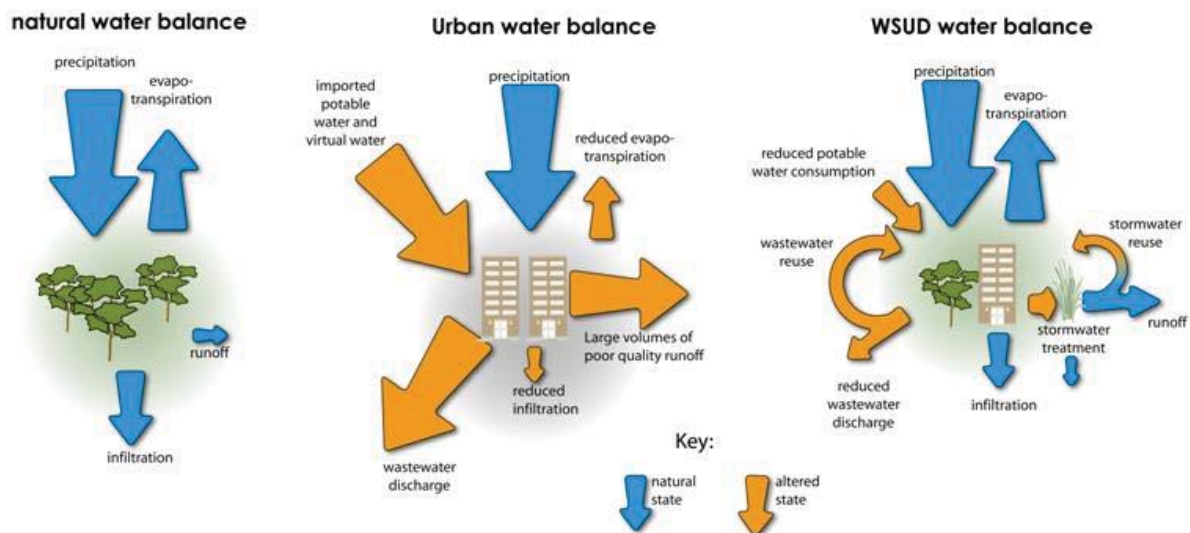 natural water balance
precipitation
evapo-
transpiration
runoff
infiltration
Urban water balance
imported
potable
water and
virtual water
precipitation
reduced evapo-
transpiration
Large volumes of
poor quality runoff
reduced
infiltration
wastewater
discharge
WSUD water balance
precipitation
evapo-
transpiration
reduced potable
water consumption
wastewater
reuse
stormwater
reuse
runoff
stormwater
treatment
reduced
wastewater
discharge
infiltration
Key:
natural
state
altered
state